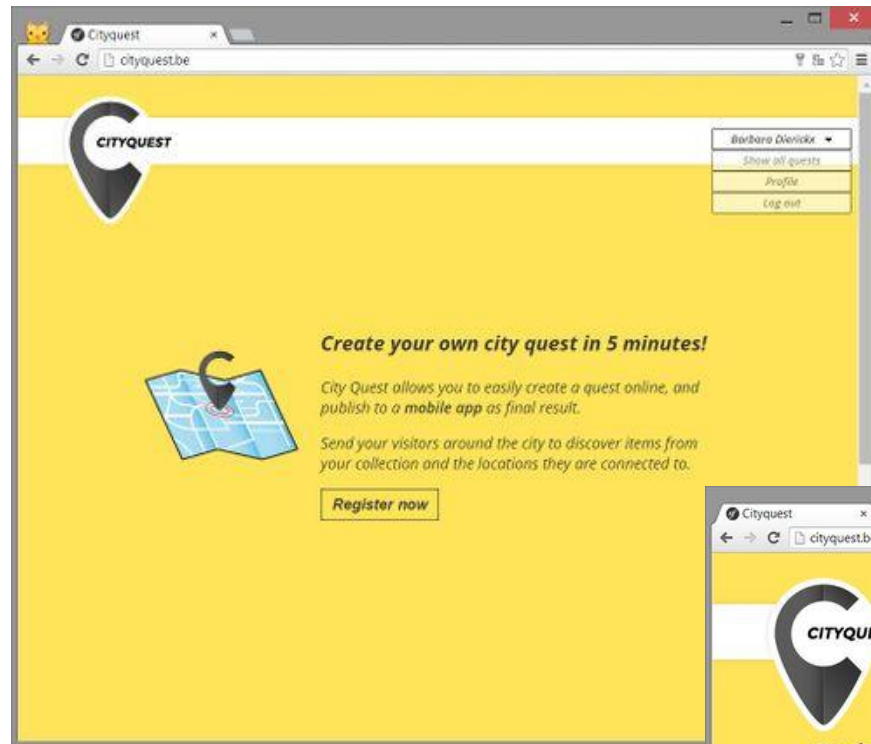 Cityquest
cityquest.be
CITYQUEST
Barbara Dierickx
Show all quests
Profile
Log out
Create your own city quest in 5 minutes!
City Quest allows you to easily create a quest online, and
publish to a mobile app as final result.
Send your visitors around the city to discover items from
your collection and the locations they are connected to.
Register now
Cityquest
cityquest.b
CITYQUE